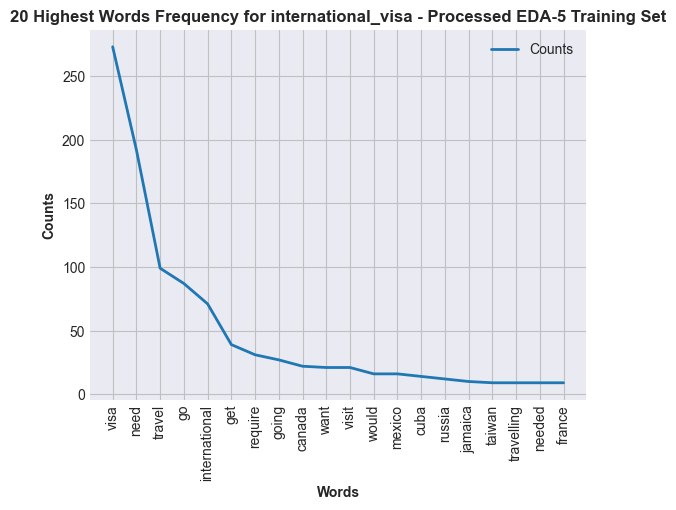 20 Highest Words Frequency for international_visa - Processed EDA-5 Training Set
Counts
Counts
250
200
150
100
50
0
visa
need
travel
go
international
get
require
going
canada
want
visit
would
mexico
cuba
russia
jamaica
taiwan
travelling
needed
france
Words